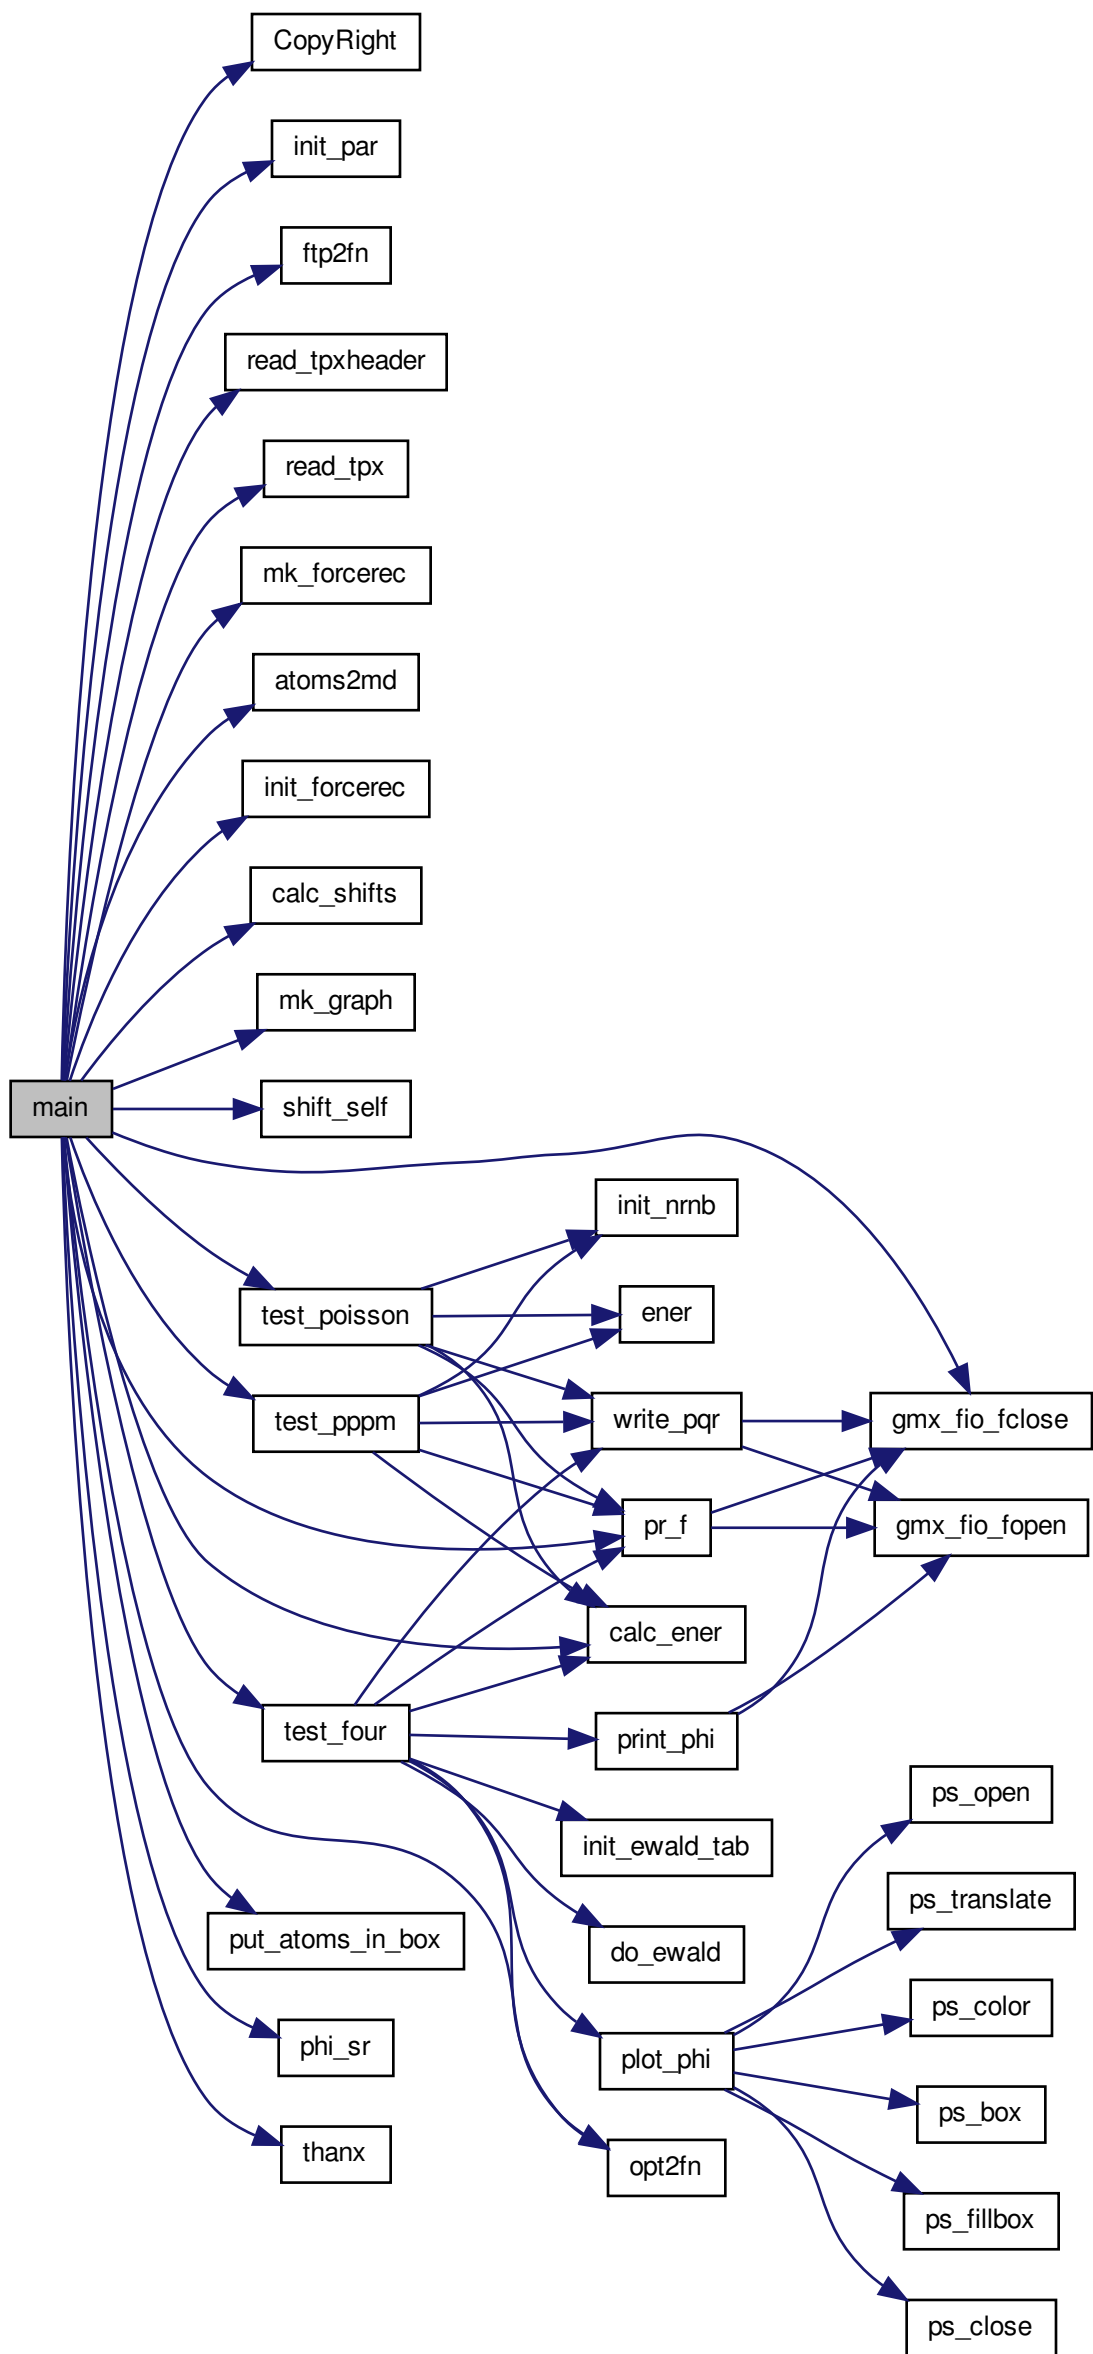 CopyRight
init_par
ftp2fn
read_tpxheader
read_tpx
mk_forcerec
atoms2md
init_forcerec
calc_shifts
mk_graph
main
shift_self
init_nrnb
test_poisson
ener
test_pppm
write_pqr
gmx_fio_fclose
pr_f
gmx_fio_fopen
calc_ener
test_four
print_phi
ps_open
init_ewald_tab
ps_translate
put_atoms_in_box
do_ewald
ps_color
phi_sr
plot_phi
ps_box
thanx
opt2fn
ps_fillbox
ps_close